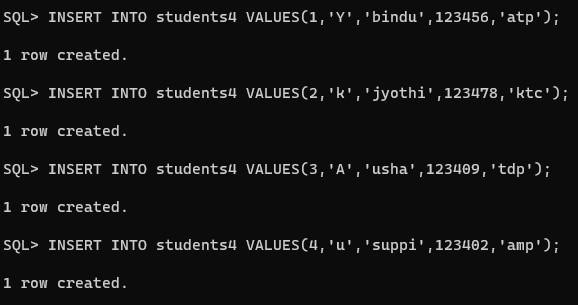 SQL> INSERT INTO students4 VALUES(1,'Y','bindu',123456,'atp');
1 row created.
SQL> INSERT INTO students4 VALUES(2,'k','jyothi',123478,'ktc');
1 row created.
SQL> INSERT INTO students4 VALUES(3,'A','usha',123409,'tdp');
1 row created.
SQL> INSERT INTO students4 VALUES(4,'u','suppi',123402,'amp');
1 row created.